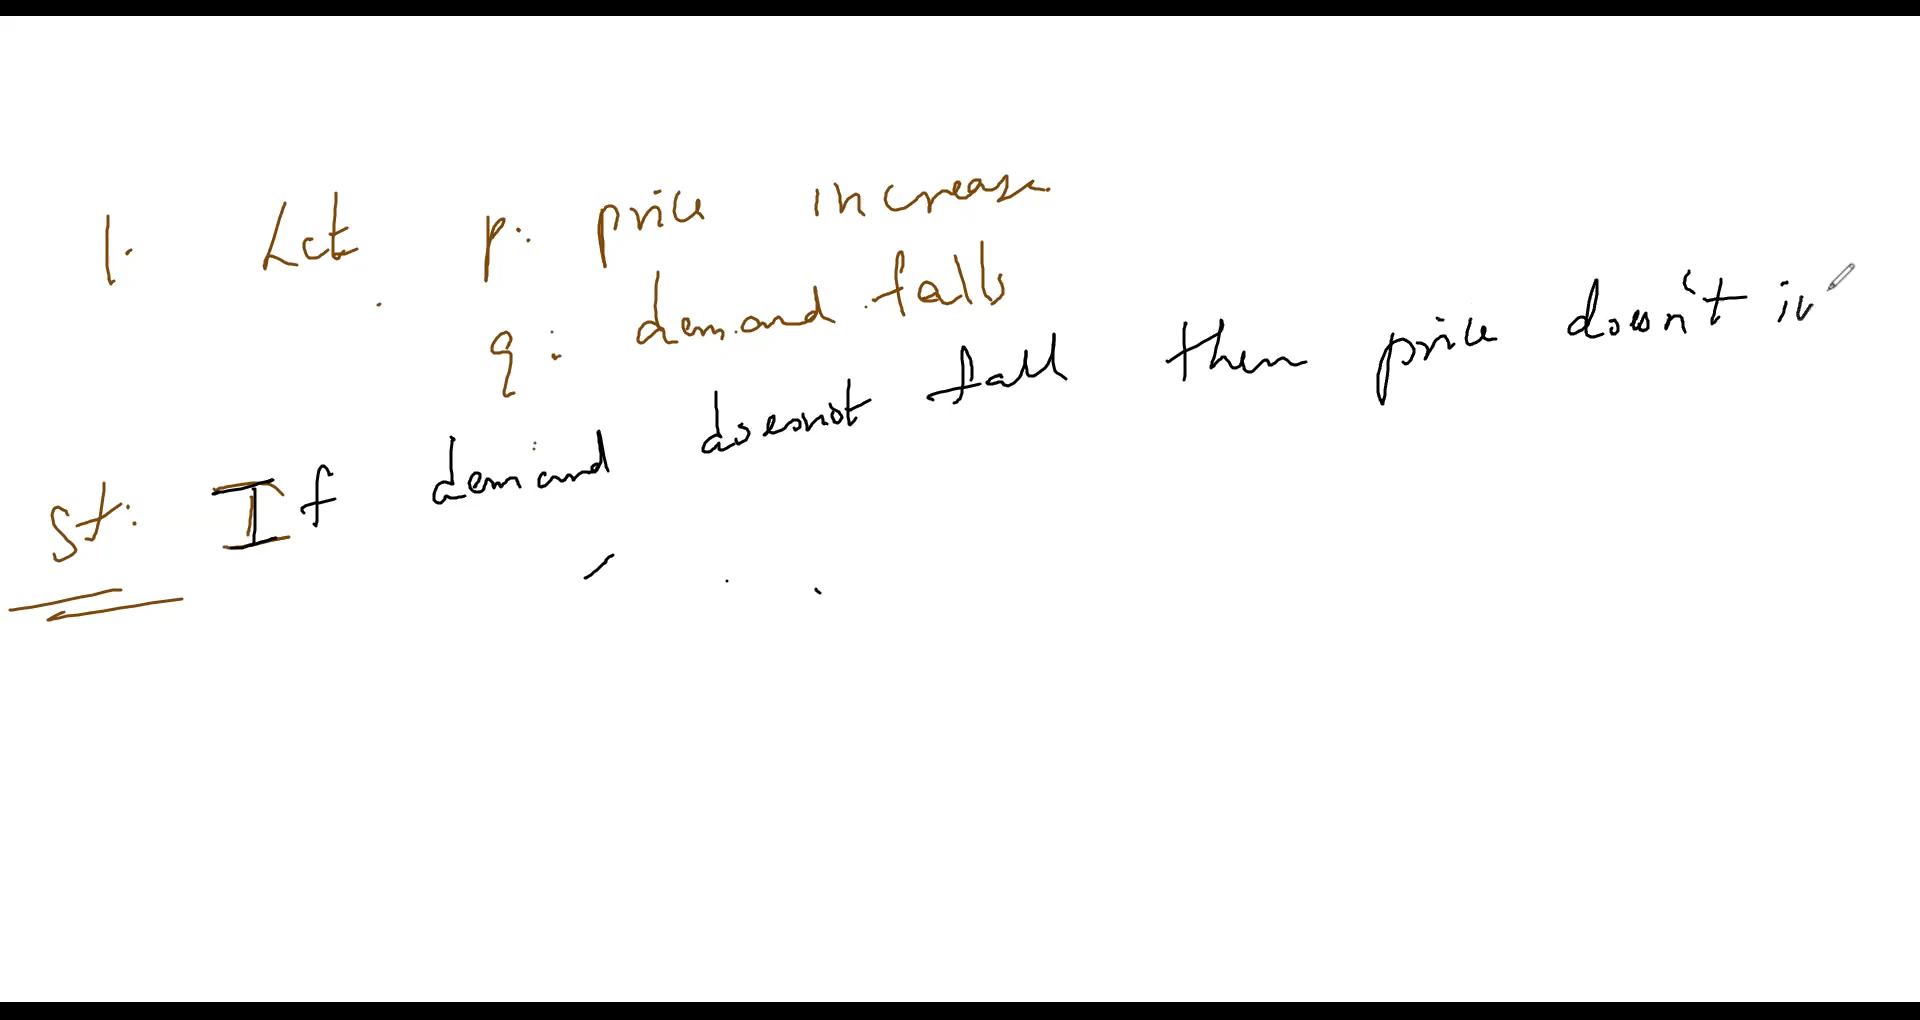 1. Let p: price increase
q: demand falls
St: If demand doesnot fall then price doesn't in